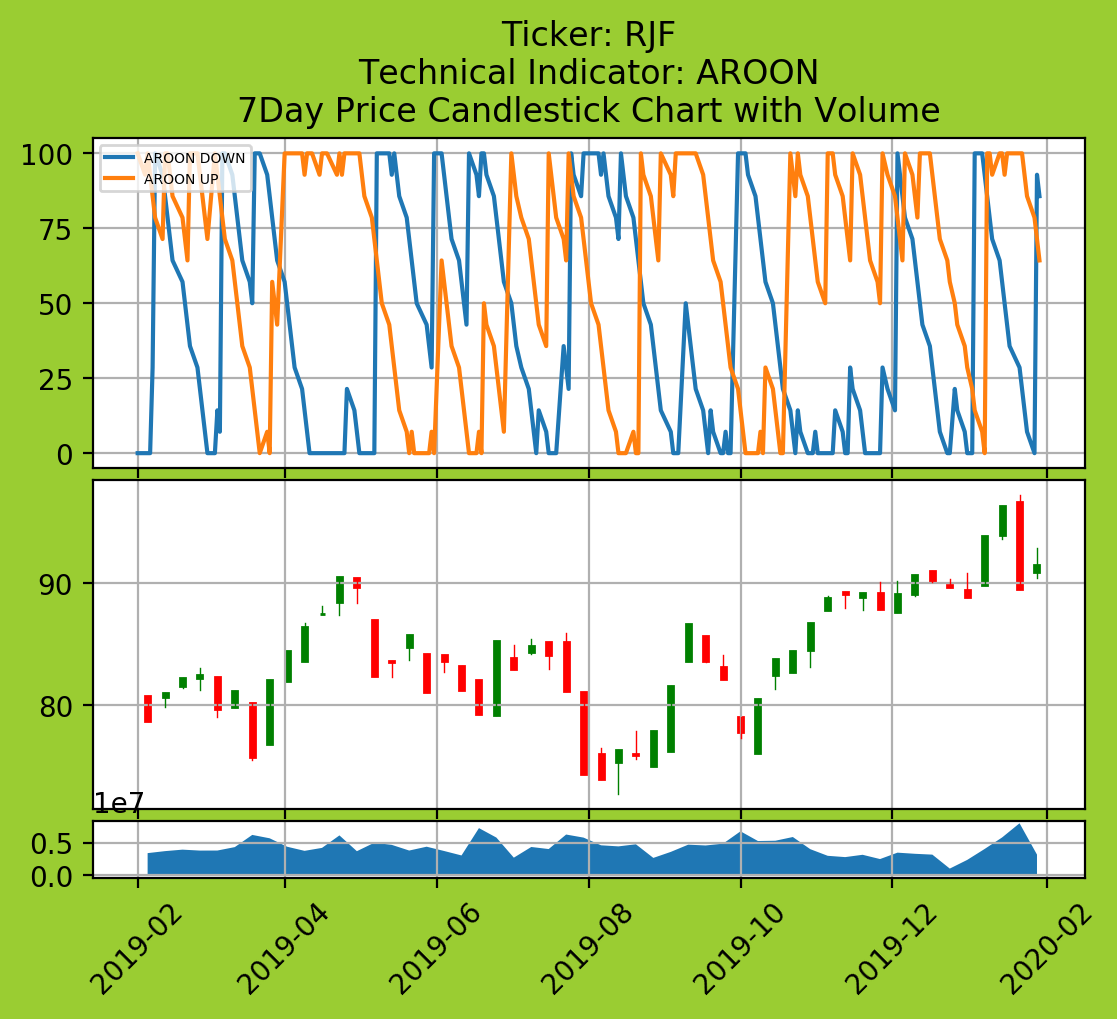 Ticker: RJF
Technical Indicator: AROON
7Day Price Candlestick Chart with Volume
100
75
50
25
0
AROON DOWN
AROON UP
90
80
1e7
0.5
0.0
2019-02
2019-04
2019-06
2019-08
2019-10
2019-12
2020-02